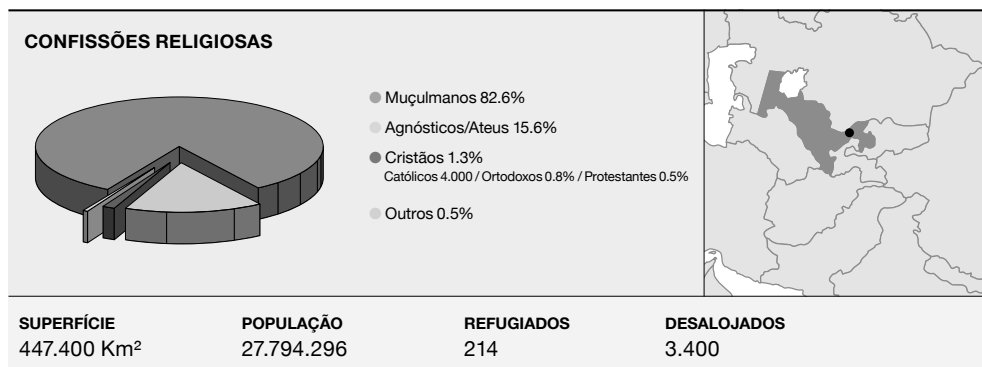 CONFISSÕES RELIGIOSAS
Muçulmanos 82.6%
Agnósticos/Ateus 15.6%
Cristãos 1.3%
Católicos 4.000 / Ortodoxos 0.8% / Protestantes 0.5%
Outros 0.5%
SUPERFÍCIE
447.400 Km²
POPULAÇÃO
27.794.296
REFUGIADOS
214
DESALOJADOS
3.400